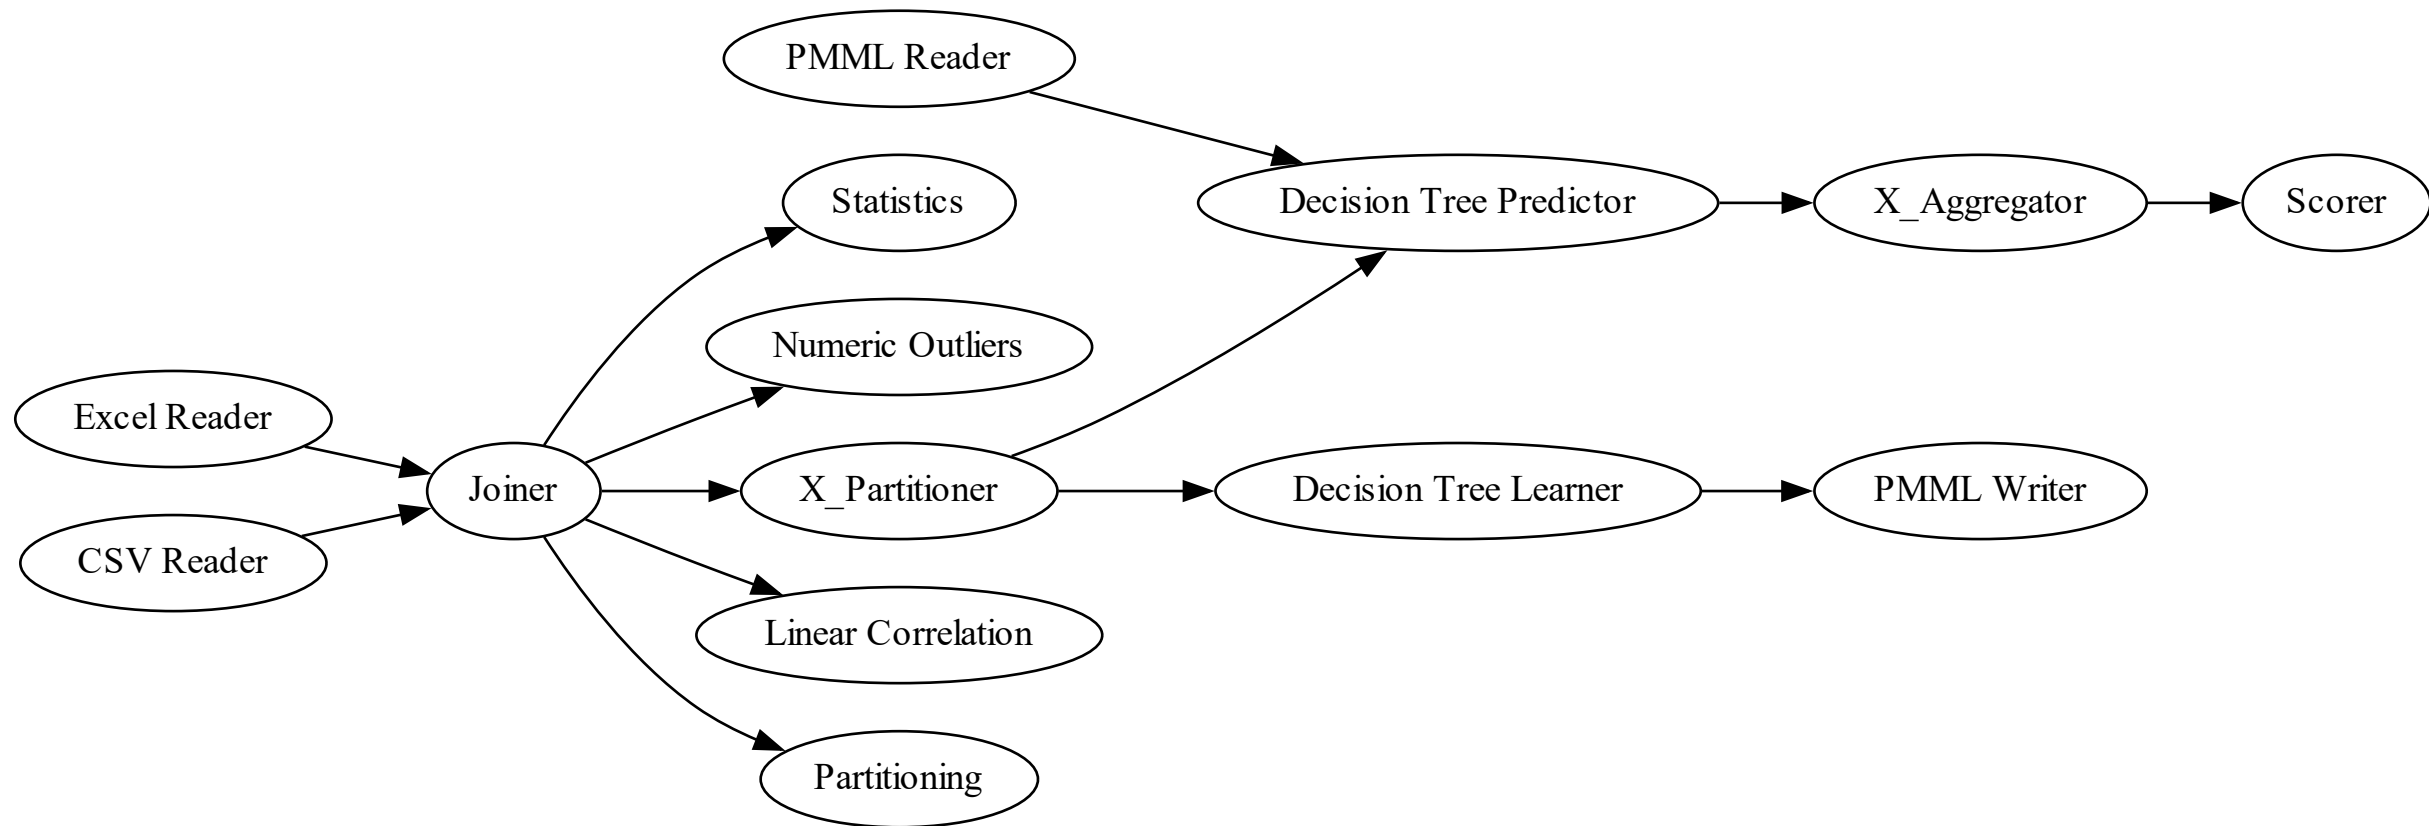 PMML Reader
Statistics
Decision Tree Predictor
X_Aggregator
Scorer
Numeric Outliers
Excel Reader
Joiner
X_Partitioner
Decision Tree Learner
PMML Writer
CSV Reader
Linear Correlation
Partitioning